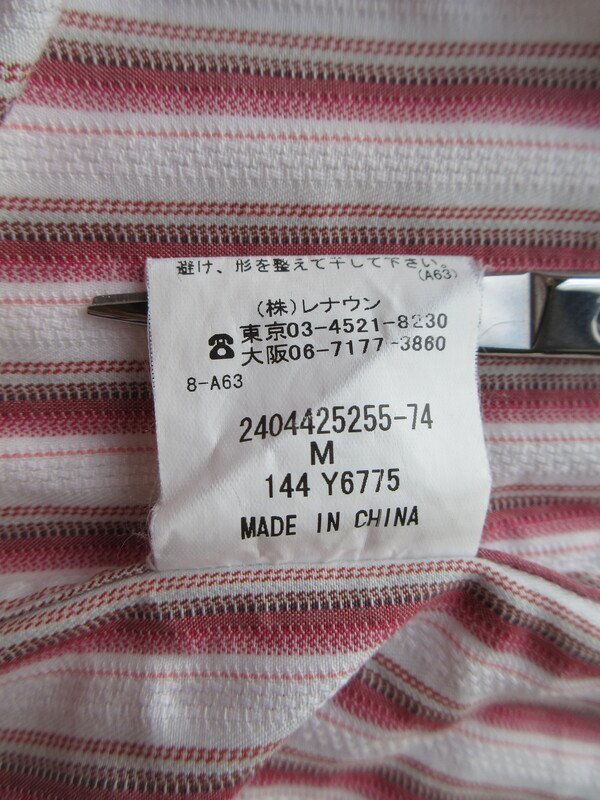 避け、形を整えて干して下さい。
(A63)
(株)レナウン
☎東京03-4521-8230
大阪06-7177-3860
8-A63
2404425255-74
M
144 Y6775
MADE IN CHINA